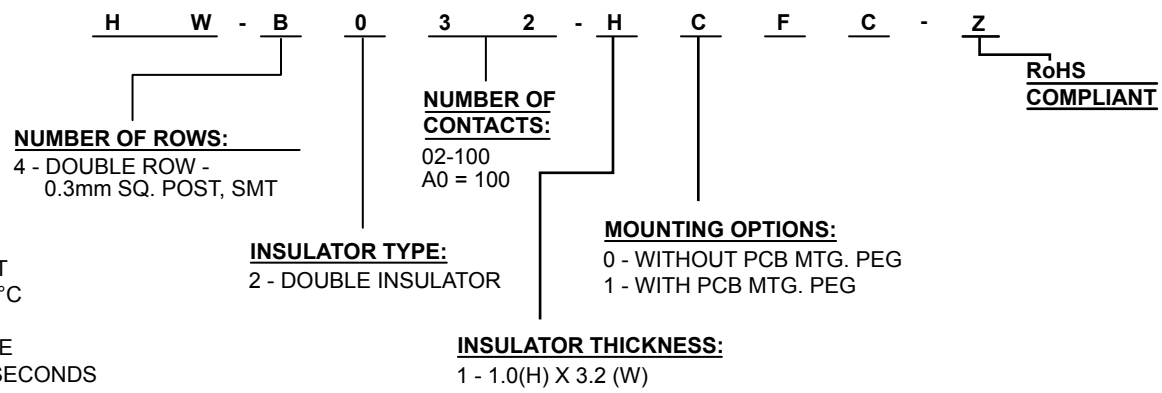 H W - B 0 3 2 - H C F C - Z
RoHS
COMPLIANT
NUMBER OF
CONTACTS:
02-100
A0 = 100
NUMBER OF ROWS:
4 - DOUBLE ROW -
0.3mm SQ. POST, SMT
MOUNTING OPTIONS:
0 - WITHOUT PCB MTG. PEG
1 - WITH PCB MTG. PEG
INSULATOR TYPE:
2 - DOUBLE INSULATOR
T
°C
E
SECONDS
INSULATOR THICKNESS:
1 - 1.0(H) X 3.2 (W)